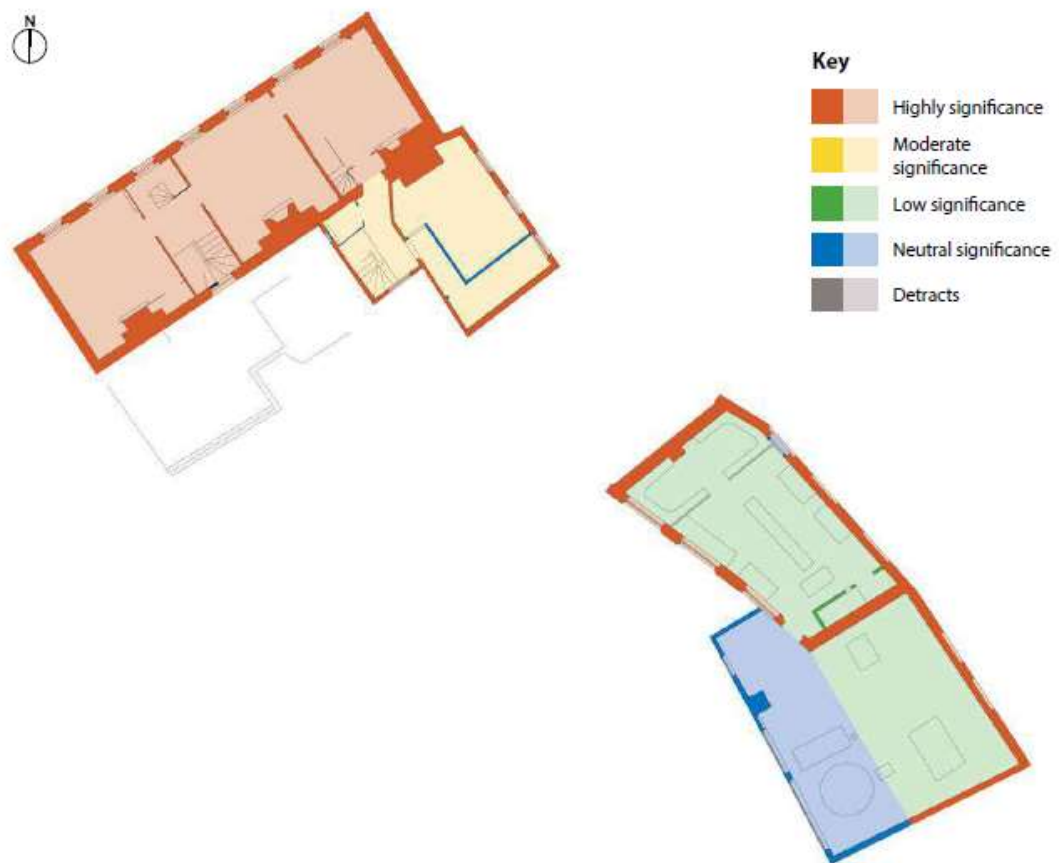 N
Key
Highly significance
Moderate
significance
Low significance
Neutral significance
Detracts